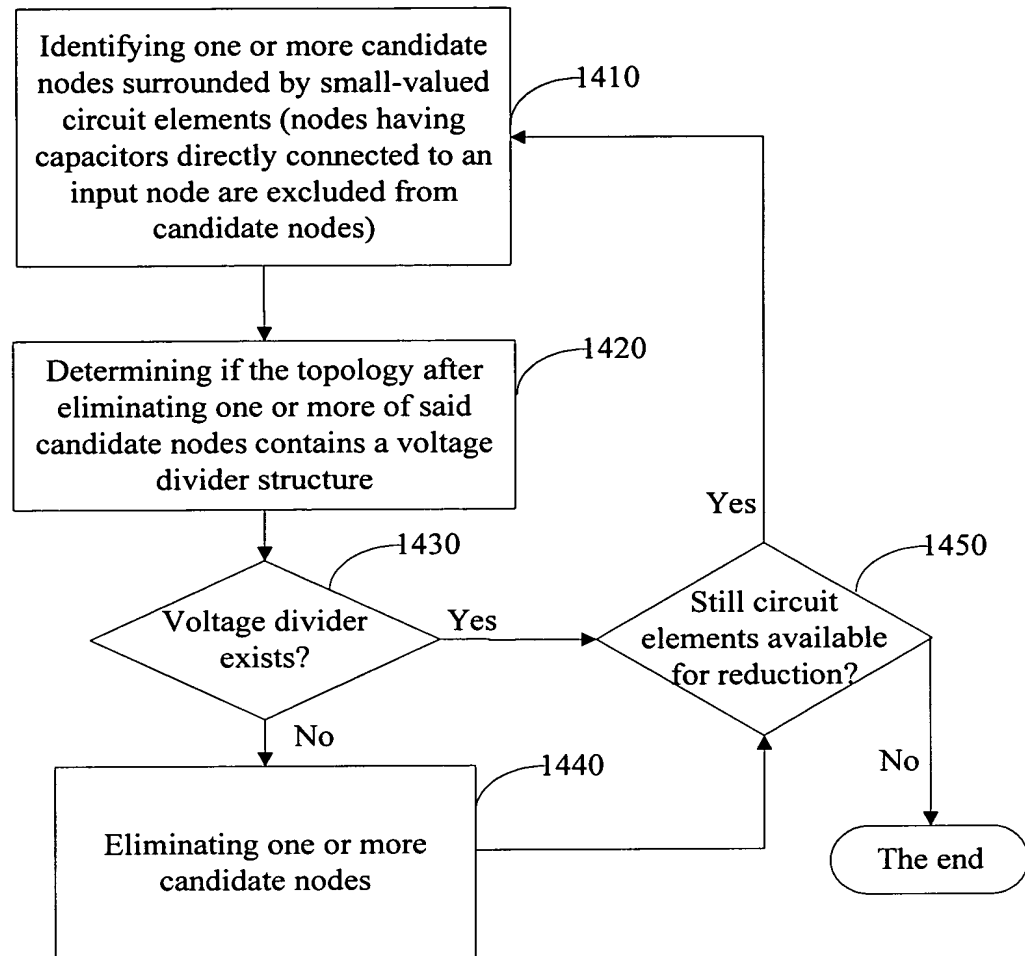 Identifying one or more candidate
nodes surrounded by small-valued
circuit elements (nodes having
capacitors directly connected to an
input node are excluded from
candidate nodes)
1410
Determining if the topology after
eliminating one or more of said
candidate nodes contains a voltage
divider structure
1420
Voltage divider
exists?
1430
Yes
No
Eliminating one or more
candidate nodes
1440
Still circuit
elements available
for reduction?
1450
Yes
No
The end